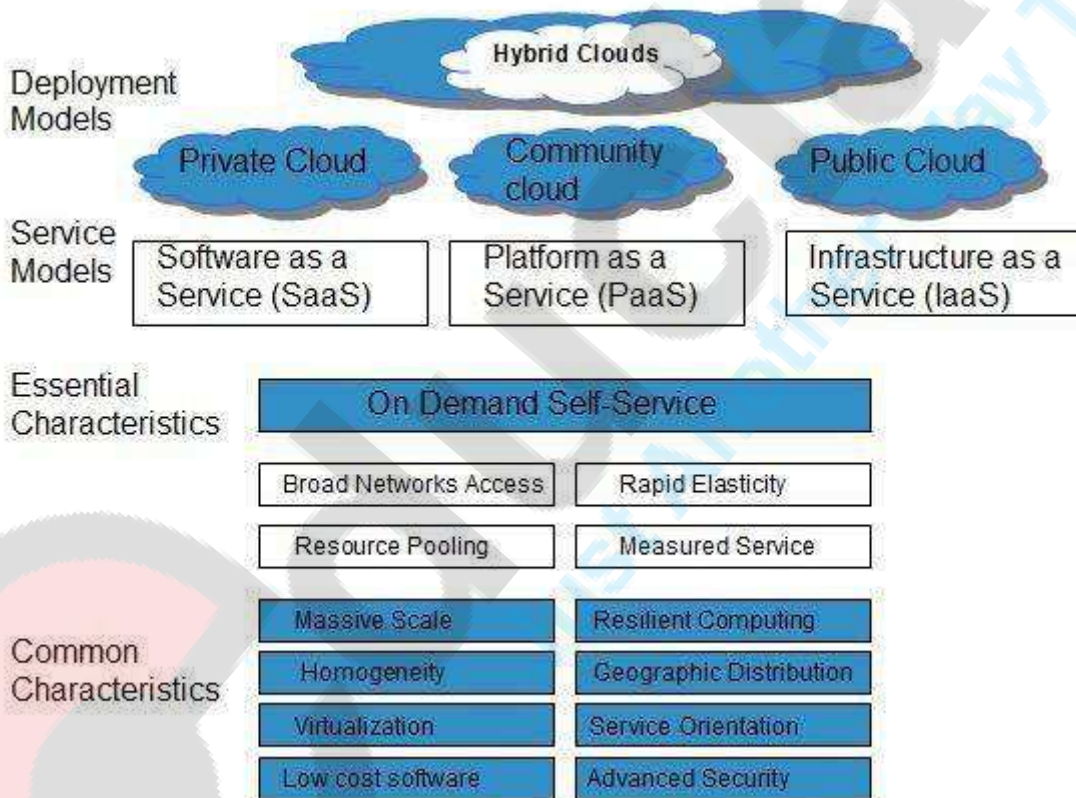 Hybrid Clouds
Deployment
Models
Private Cloud
Community
cloud
Public Cloud
Service
Models
Software as a
Service (SaaS)
Platform as a
Service (PaaS)
Infrastructure as a
Service (IaaS)
Essential
Characteristics
On Demand Self-Service
Broad Networks Access
Rapid Elasticity
Resource Pooling
Measured Service
Common
Characteristics
Massive Scale
Resilient Computing
Homogeneity
Geographic Distribution
Virtualization
Service Orientation
Low cost software
Advanced Security